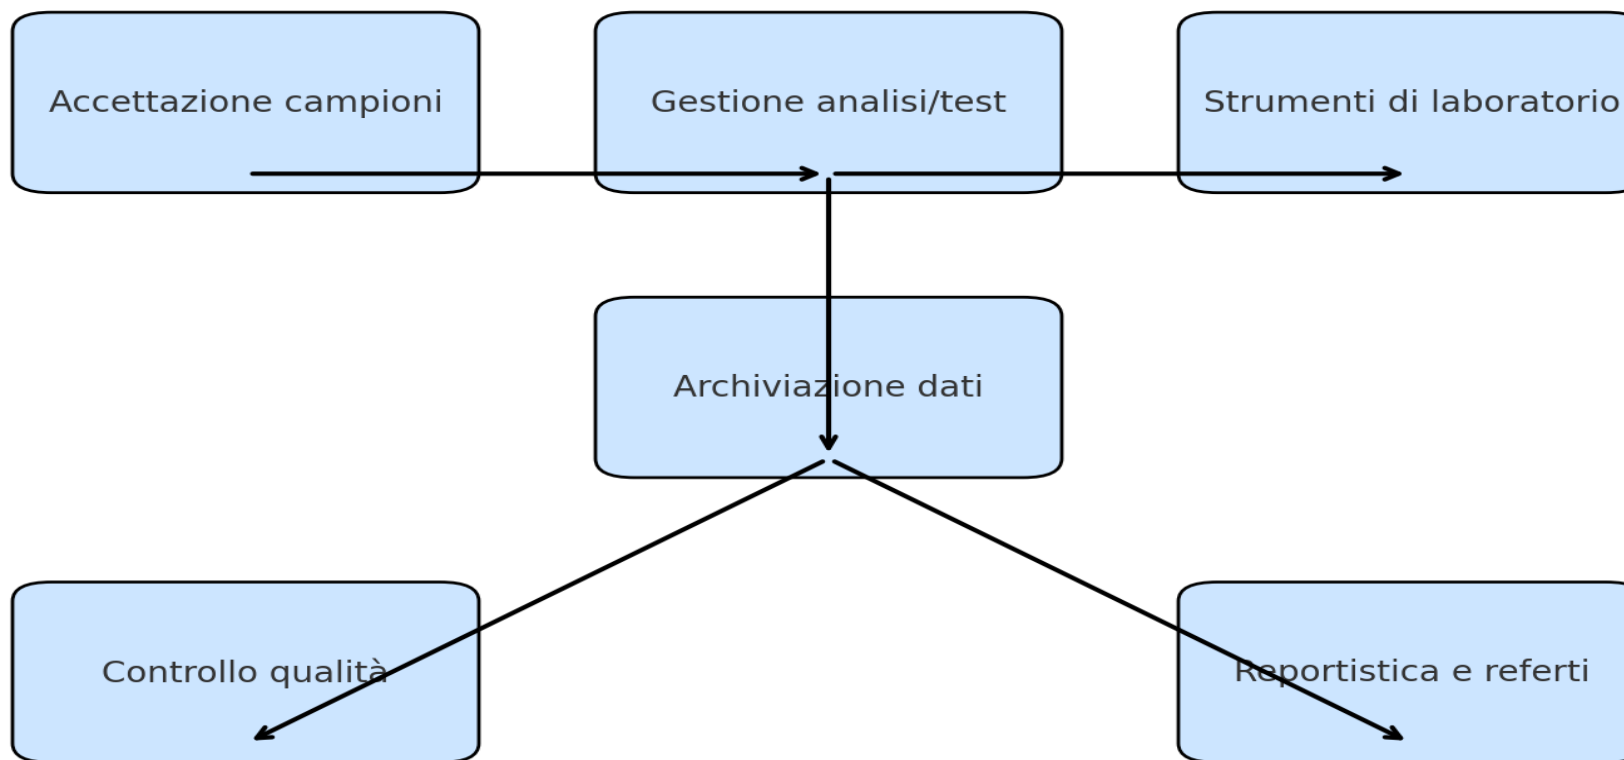 Accettazione campioni
Gestione analisi/test
Strumenti di laboratorio
Archiviazione dati
Controllo qualità
Reportistica e referti